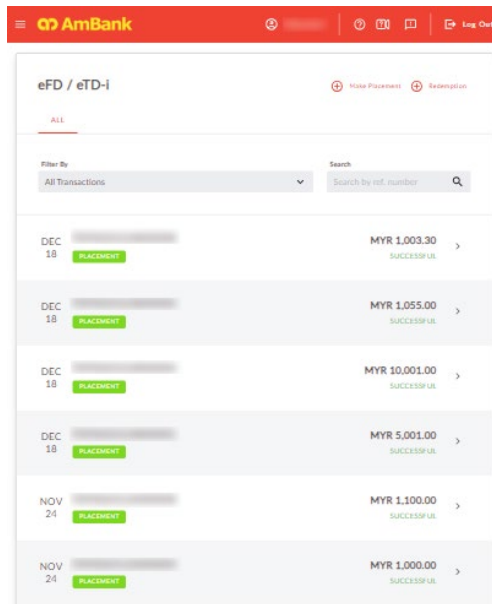 AmBank
Log Out
eFD / eTD-i
Make Placement
Redemption
ALL
Filter By
Search
All Transactions
Search by ref. number
DEC
18
PLACEMENT
MYR 1,003.30
SUCCESSFUL
DEC
18
PLACEMENT
MYR 1,055.00
SUCCESSFUL
DEC
18
PLACEMENT
MYR 10,001.00
SUCCESSFUL
DEC
18
PLACEMENT
MYR 5,001.00
SUCCESSFUL
NOV
24
PLACEMENT
MYR 1,100.00
SUCCESSFUL
NOV
24
PLACEMENT
MYR 1,000.00
SUCCESSFUL